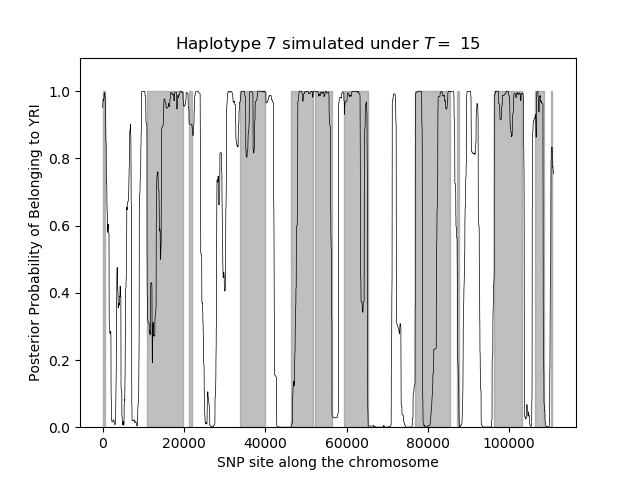 Haplotype 7 simulated under T = 15
Posterior Probability of Belonging to YRI
1.0
0.8
0.6
0.4
0.2
0.0
0 20000 40000 60000 80000 100000
SNP site along the chromosome